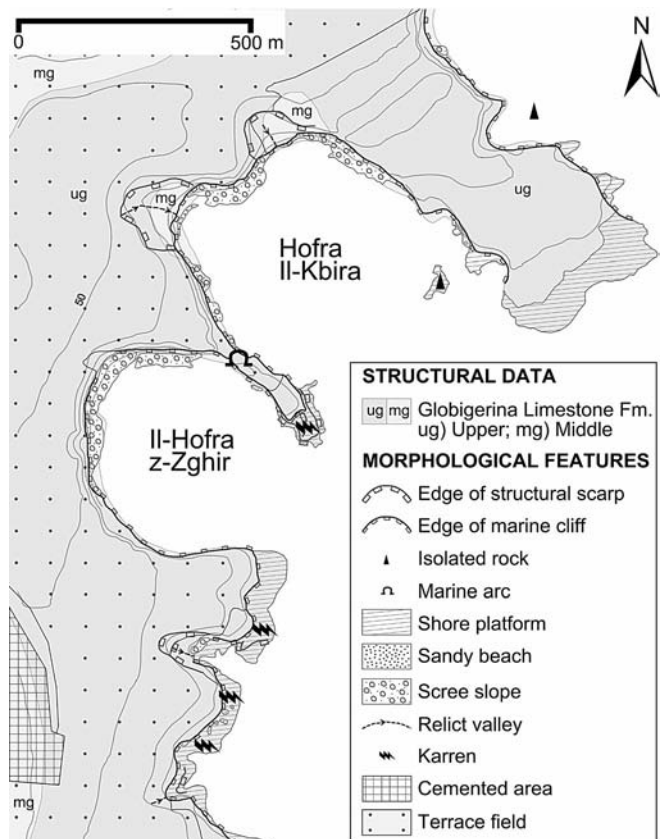 0
500 m
N
mg
mg
ug
mg
ug
50
Hofra
Il-Kbira
Il-Hofra
z-Zghir
mg
STRUCTURAL DATA
ug mg Globigerina Limestone Fm.
ug) Upper; mg) Middle
MORPHOLOGICAL FEATURES
Edge of structural scarp
Edge of marine cliff
Isolated rock
Marine arc
Shore platform
Sandy beach
Scree slope
Relict valley
Karren
Cemented area
Terrace field